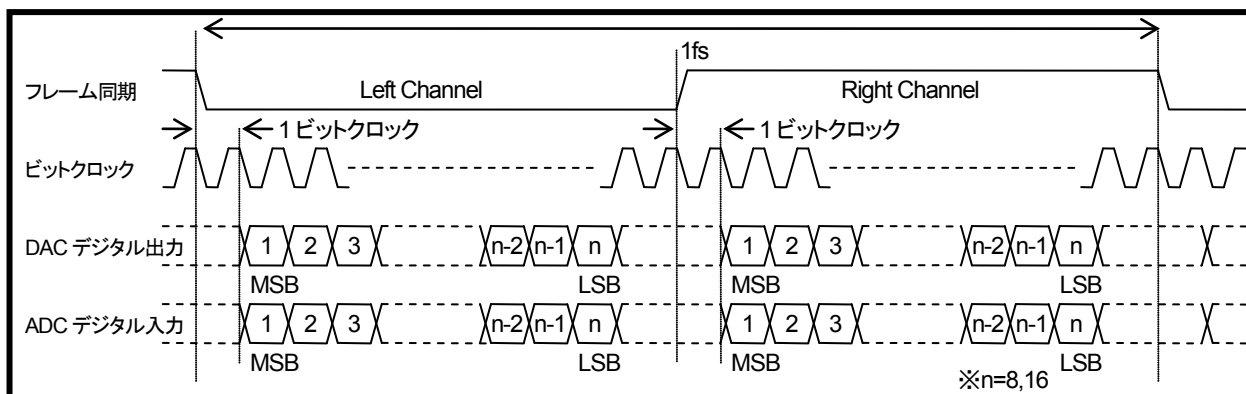 1fs
フレーム同期 Left Channel Right Channel
1 ビットクロック 1 ビットクロック
ビットクロック
DAC デジタル出力 1 2 3 n-2 n-1 n 1 2 3 n-2 n-1 n
MSB LSB MSB LSB
ADC デジタル入力 1 2 3 n-2 n-1 n 1 2 3 n-2 n-1 n
MSB LSB MSB LSB
※n=8,16